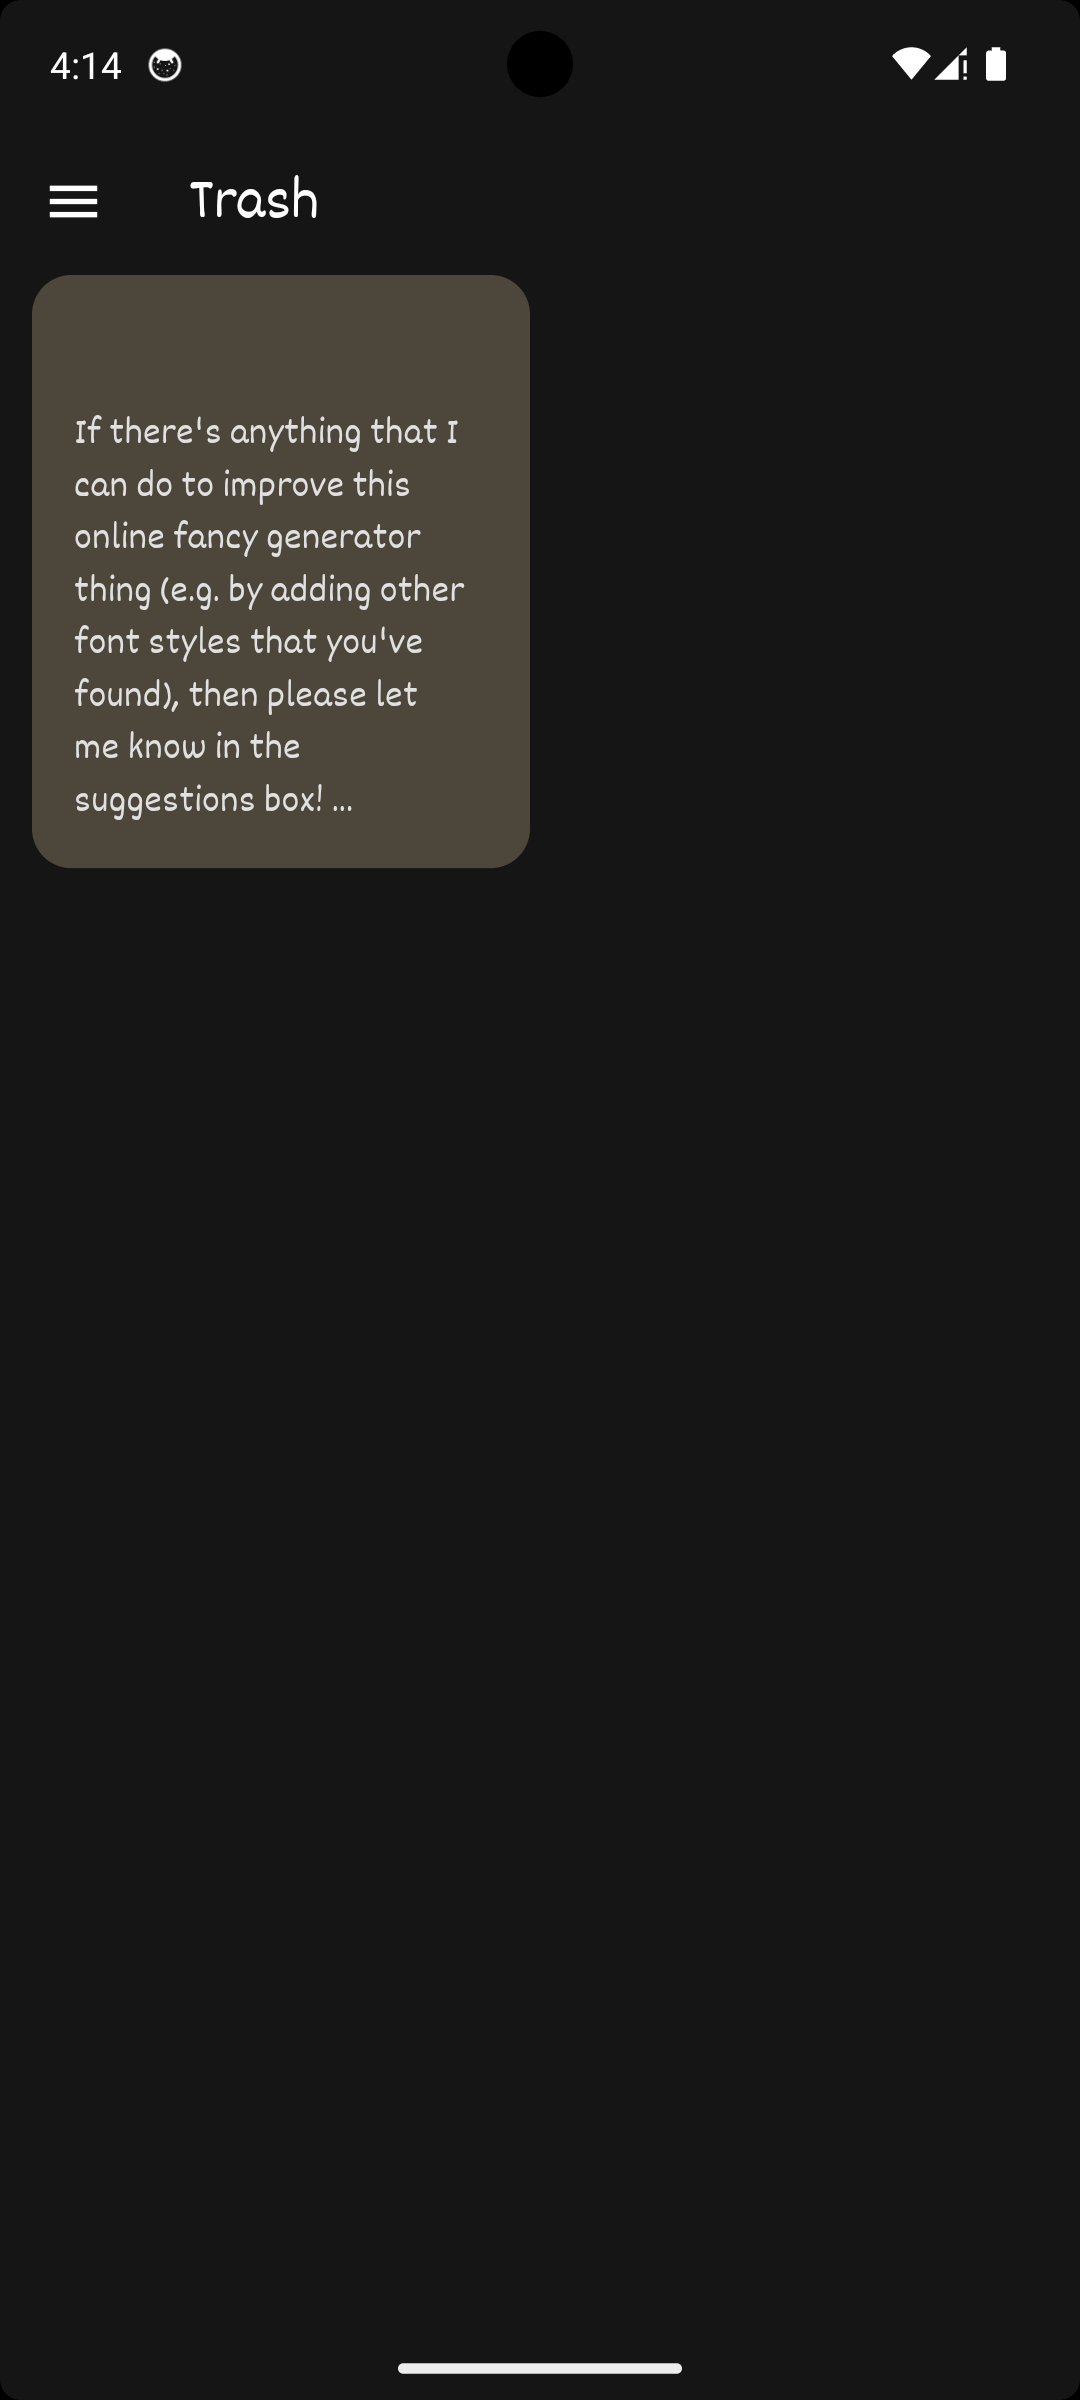 4:14
Trash
If there's anything that I
can do to improve this
online fancy generator
thing (e.g. by adding other
font styles that you've
found), then please let
me know in the
suggestions box! ...